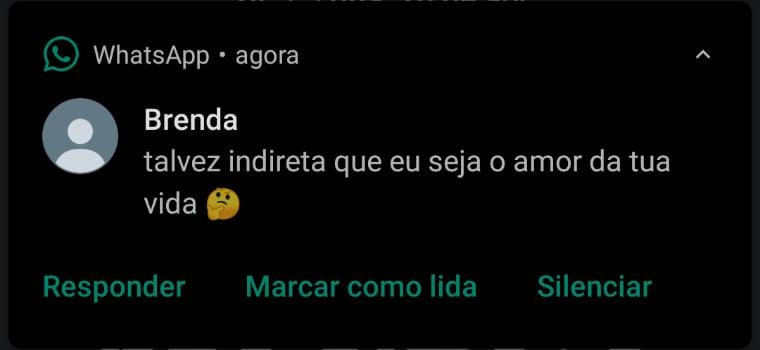 WhatsApp • agora
Brenda
talvez indireta que eu seja o amor da tua
vida 🤔
Responder Marcar como lida Silenciar